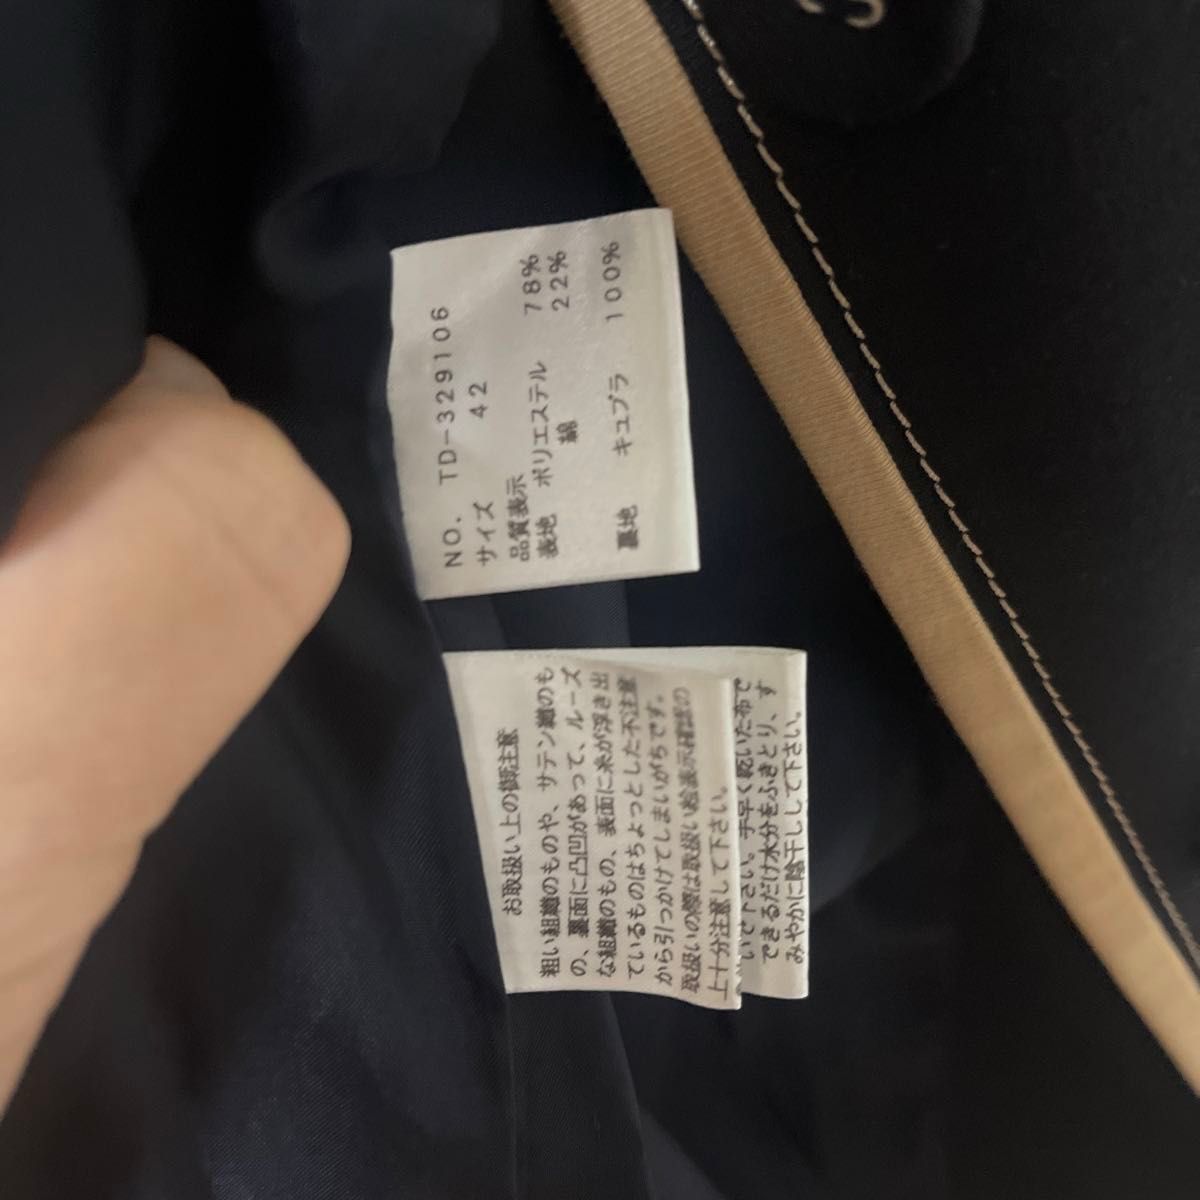 NO. TD-329106
サイズ 42
品質表示
表地 ポリエステル 78%
綿 22%
裏地 キュプラ 100%
お取扱い上の御注意
粗い組織のものや、サテン織のも
の、裏面に凸凹があって、ルーズ
な組織のもの、表面に糸が浮き出
ているものはちょっとした不注意
から引っかけてしまいがちです。
取扱いの際は取扱い絵表示確認の
上十分注意して下さい。
いて下さい。手早く乾いた布で
できるだけ水分をふきとり、す
みやかに陰干しして下さい。